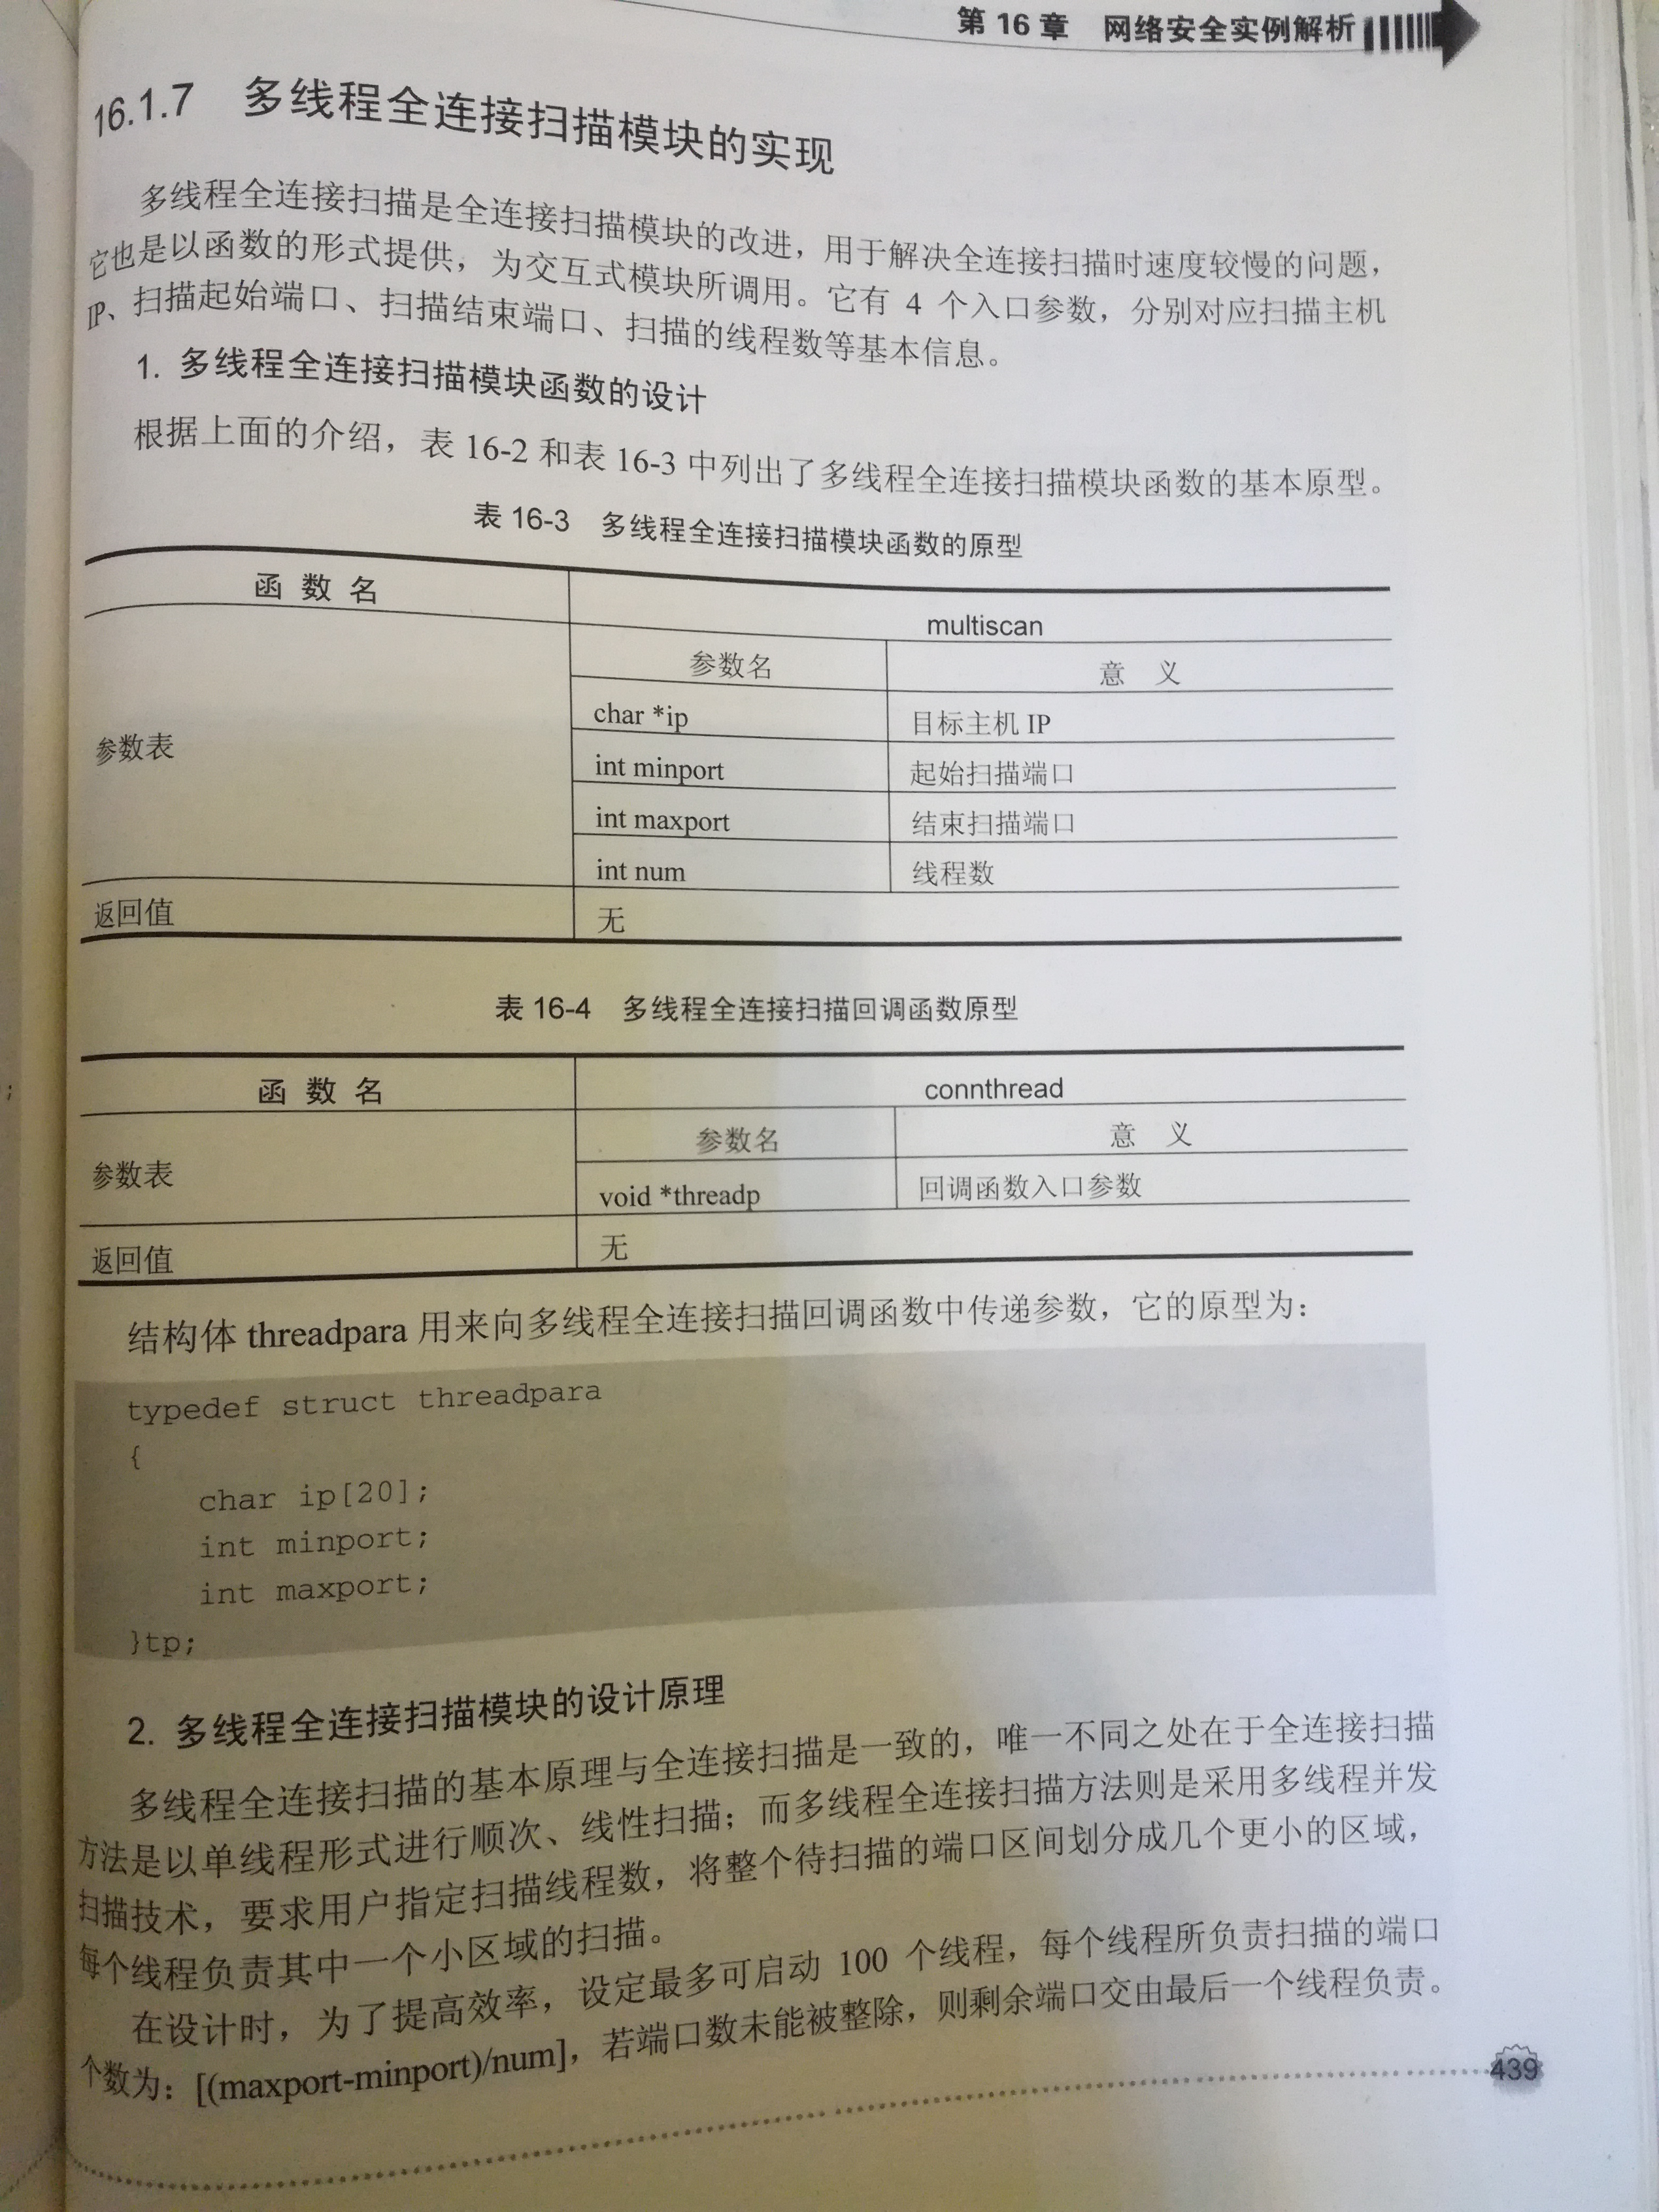 第 16 章 网络安全实例解析
16.1.7 多线程全连接扫描模块的实现
多线程全连接扫描是全连接扫描模块的改进，用于解决全连接扫描时速度较慢的问题，
它也是以函数的形式提供，为交互式模块所调用。它有 4 个入口参数，分别对应扫描主机
IP、扫描起始端口、扫描结束端口、扫描的线程数等基本信息。
1. 多线程全连接扫描模块函数的设计
根据上面的介绍，表 16-2 和表 16-3 中列出了多线程全连接扫描模块函数的基本原型。
表 16-3 多线程全连接扫描模块函数的原型
函 数 名 multiscan
参数名 意 义
参数表
char *ip 目标主机 IP
int minport 起始扫描端口
int maxport 结束扫描端口
int num 线程数
返回值 无
表 16-4 多线程全连接扫描回调函数原型
函 数 名 connthread
参数名 意 义
参数表
void *threadp 回调函数入口参数
返回值 无
结构体 threadpara 用来向多线程全连接扫描回调函数中传递参数，它的原型为：
typedef struct threadpara
{
char ip[20];
int minport;
int maxport;
}tp;
2. 多线程全连接扫描模块的设计原理
多线程全连接扫描的基本原理与全连接扫描是一致的，唯一不同之处在于全连接扫描
方法是以单线程形式进行顺次、线性扫描；而多线程全连接扫描方法则是采用多线程并发
扫描技术，要求用户指定扫描线程数，将整个待扫描的端口区间划分成几个更小的区域，
每个线程负责其中一个小区域的扫描。
在设计时，为了提高效率，设定最多可启动 100 个线程，每个线程所负责扫描的端口
个数为：[(maxport-minport)/num]，若端口数未能被整除，则剩余端口交由最后一个线程负责。
439
;